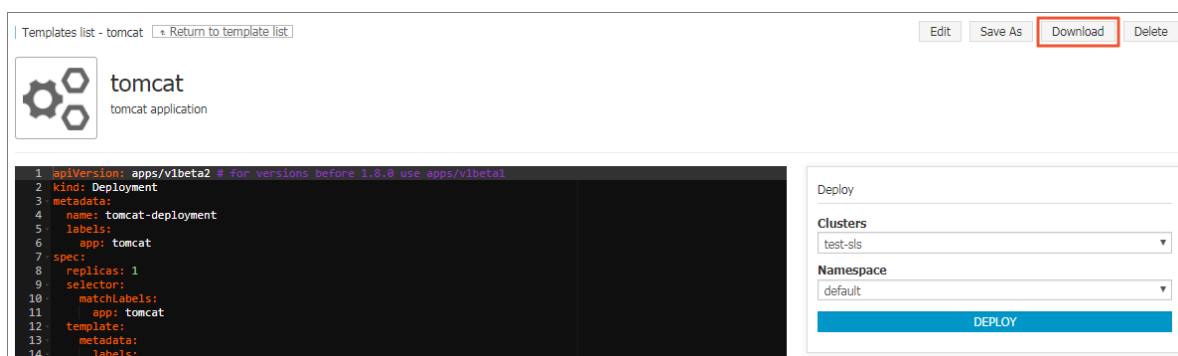 Templates list - tomcat Return to template list
Edit Save As Download Delete
tomcat
tomcat application
1 apiVersion: apps/v1beta2 # for versions before 1.8.0 use apps/v1beta1
2 kind: Deployment
3 metadata:
4 name: tomcat-deployment
5 labels:
6 app: tomcat
7 spec:
8 replicas: 1
9 selector:
10 matchLabels:
11 app: tomcat
12 template:
13 metadata:
14 labels:
Deploy
Clusters
test-sls
Namespace
default
DEPLOY